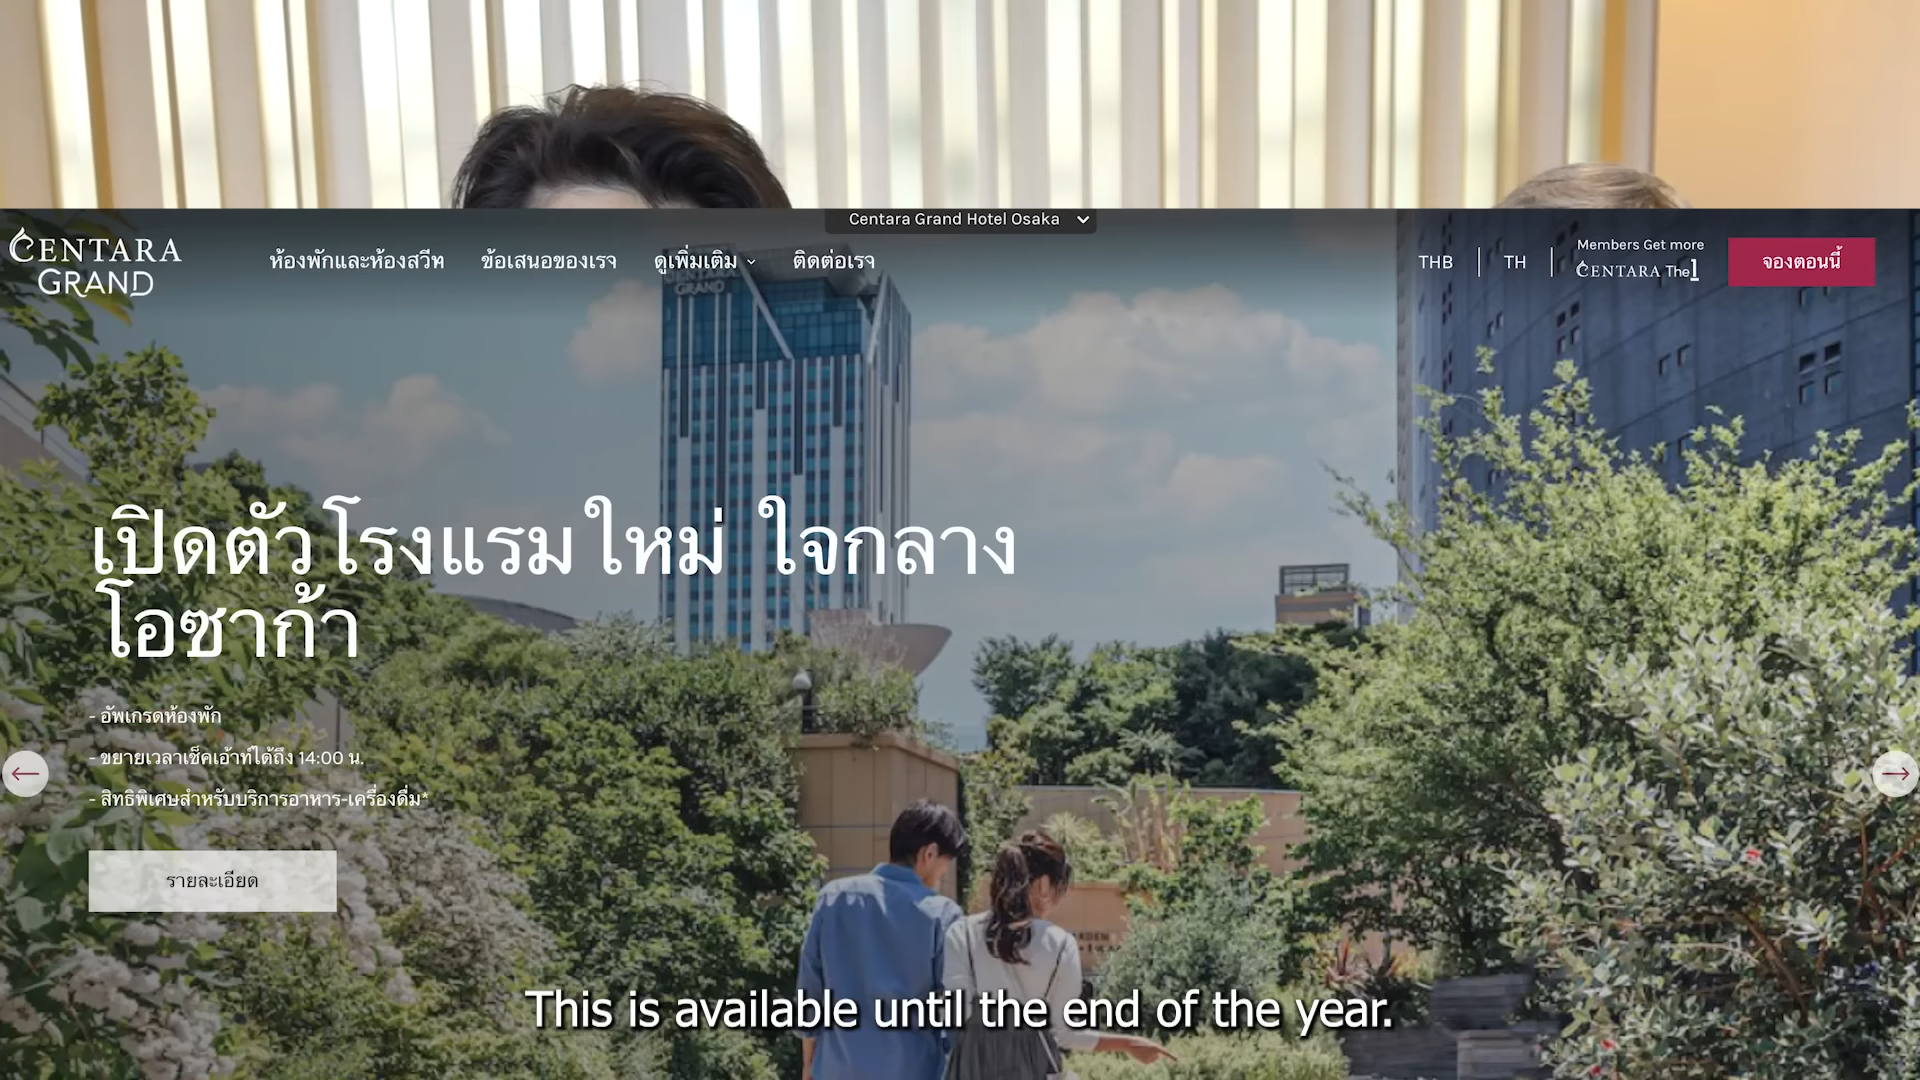 Centara Grand Hotel Osaka
CENTARA
GRAND
ห้องพักและห้องสวีท
ข้อเสนอของเรา
ดูเพิ่มเติม
ติดต่อเรา
THB
TH
Members Get more
CENTARA The1
จองตอนนี้
GRAND
เปิดตัวโรงแรมใหม่ ใจกลาง
โอซาก้า
- อัพเกรดห้องพัก
- ขยายเวลาเช็คเอ้าท์ได้ถึง 14:00 น.
- สิทธิพิเศษสำหรับบริการอาหาร-เครื่องดื่ม*
รายละเอียด
This is available until the end of the year.